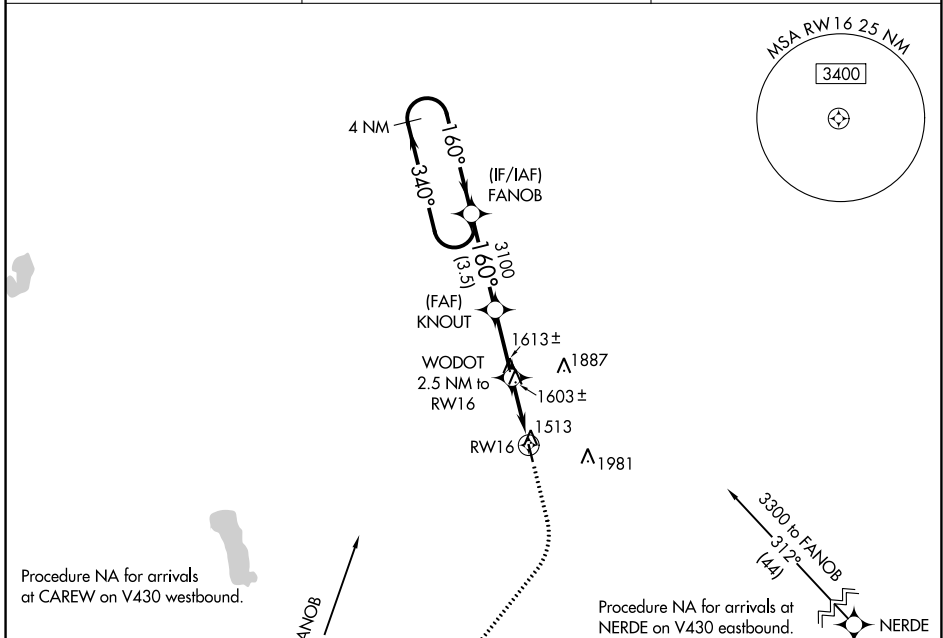 MSA RW16 25 NM
3400
4 NM
160°
340°
(IF/IAF)
FANOB
3100
160°
(3.5)
(FAF)
KNOUT
1613 ±
WODOT
2.5 NM to
RW16
1887
1603 ±
1513
RW16
1981
3300 to FANOB
312°
(44)
Procedure NA for arrivals
at CAREW on V430 westbound.
ANOB
Procedure NA for arrivals at
NERDE on V430 eastbound.
NERDE